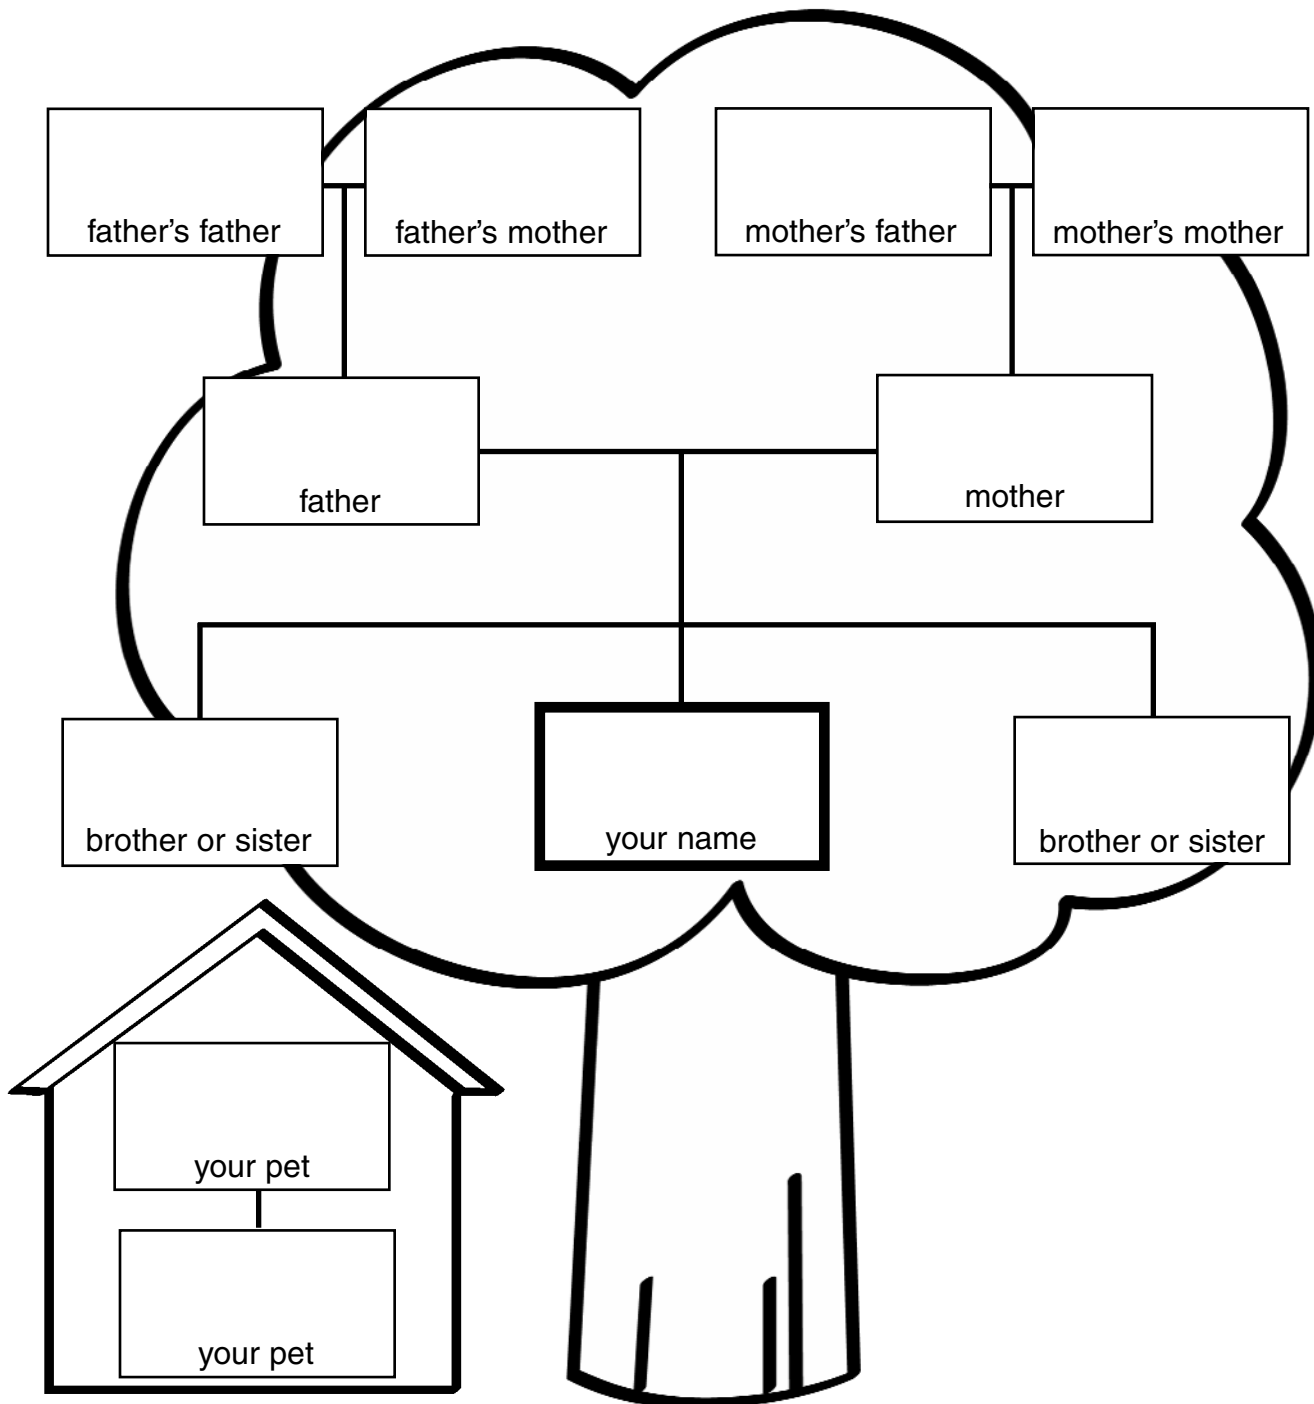 father’s father
father’s mother
mother’s father
mother’s mother
father
mother
brother or sister
your name
brother or sister
your pet
your pet